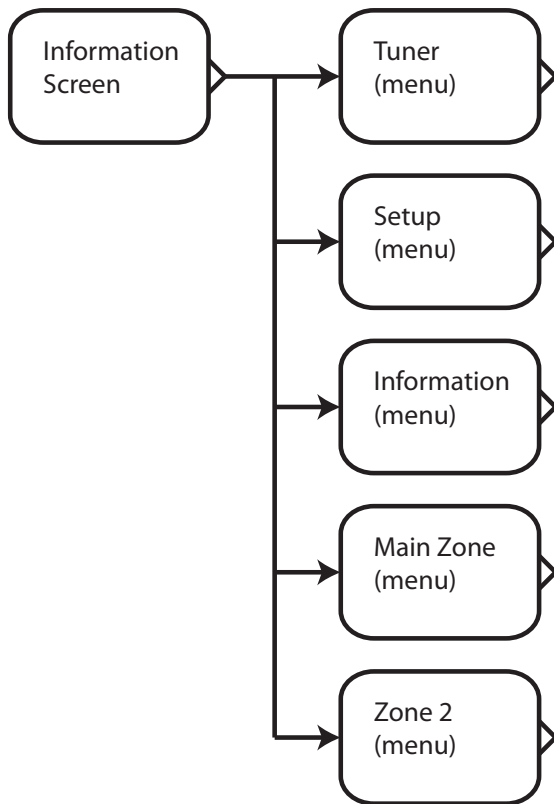 Information
Screen
Tuner
(menu)
Setup
(menu)
Information
(menu)
Main Zone
(menu)
Zone 2
(menu)